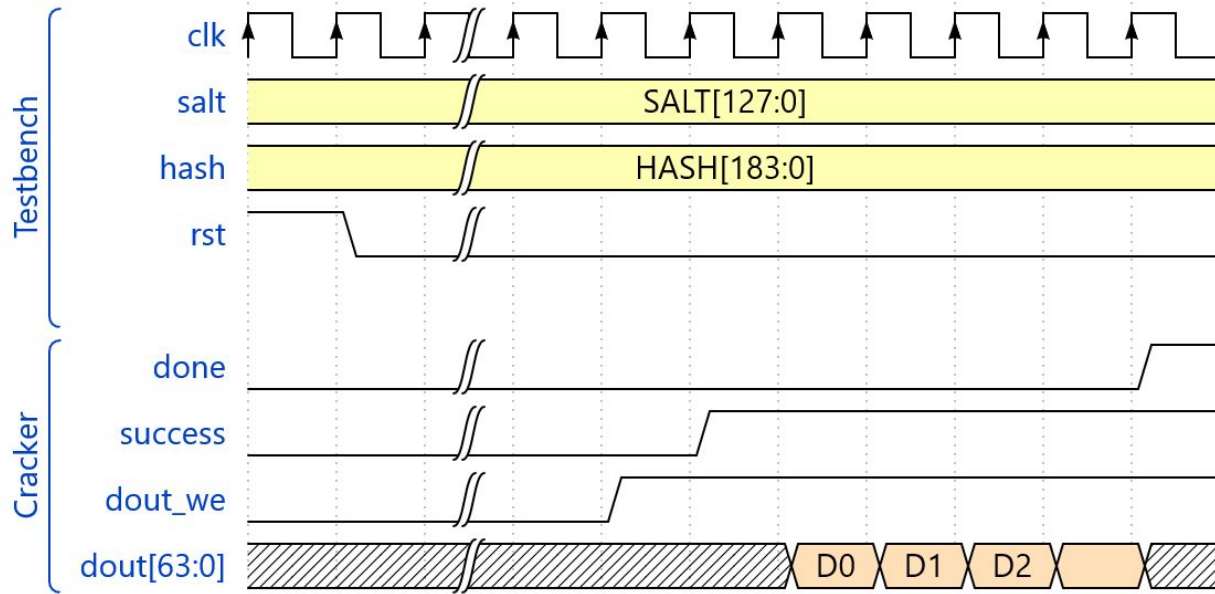 Testbench
clk
salt
SALT[127:0]
hash
HASH[183:0]
rst
Cracker
done
success
dout_we
dout[63:0]
D0
D1
D2